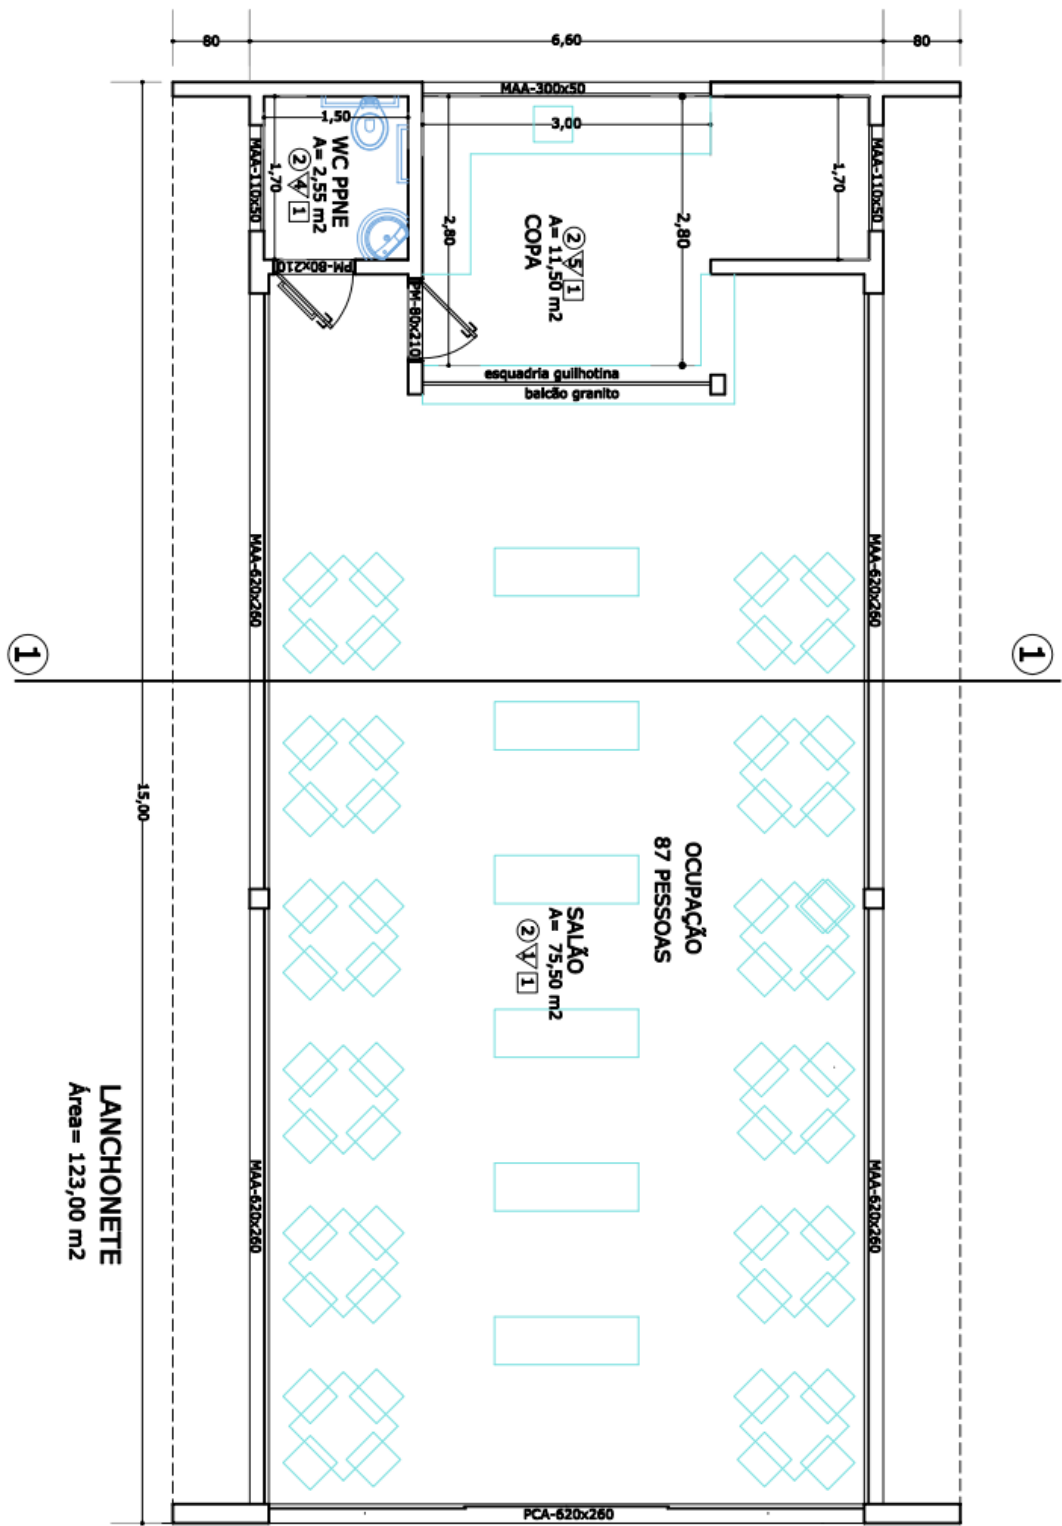 80
6,60
80
MAA-300x50
1,50
3,00
WC PPNE
A= 2,55 m2
2 4 1
MAA-110x50
1,70
2,80
2,80
1,70
MAA-110x50
COPA
A= 11,50 m2
2 5 1
PM-80x210
PM-80x210
esquadria guilhotina
balcão granito
MAA-620x260
MAA-620x260
1
1
15,00
OCUPAÇÃO
87 PESSOAS
SALÃO
A= 75,50 m2
2 1 1
LANCHONETE
Área= 123,00 m2
MAA-620x260
MAA-620x260
PCA-620x260